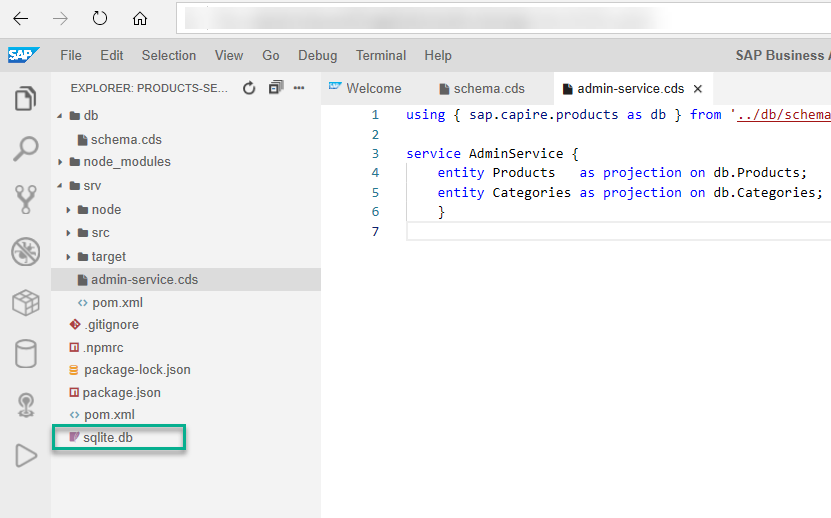 SAP File Edit Selection View Go Debug Terminal Help SAP Business A
EXPLORER: PRODUCTS-SE...
Welcome schema.cds admin-service.cds
db
schema.cds
node_modules
srv
node
src
target
admin-service.cds
pom.xml
.gitignore
.npmrc
package-lock.json
package.json
pom.xml
sqlite.db
1 using { sap.capire.products as db } from '../db/schema
2
3 service AdminService {
4 entity Products as projection on db.Products;
5 entity Categories as projection on db.Categories;
6 }
7